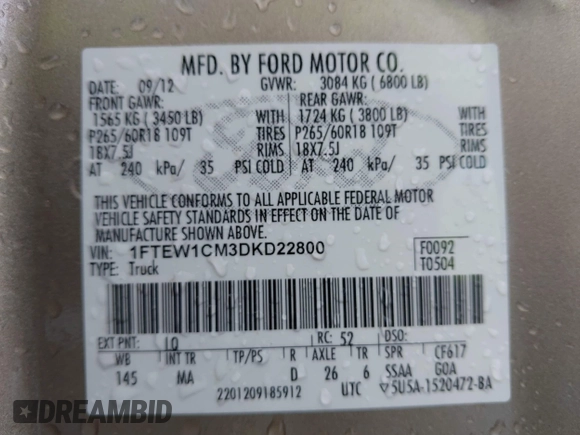 MFD. BY FORD MOTOR CO.
DATE: 09/12 GVWR: 3084 KG ( 6800 LB)
FRONT GAWR: REAR GAWR:
1565 KG ( 3450 LB) WITH 1724 KG ( 3800 LB) WITH
P265/60R18 109T TIRES P265/60R18 109T TIRES
18X7.5J RIMS 18X7.5J RIMS
AT 240 kPa/ 35 PSI COLD AT 240 kPa/ 35 PSI COLD
THIS VEHICLE CONFORMS TO ALL APPLICABLE FEDERAL MOTOR
VEHICLE SAFETY STANDARDS IN EFFECT ON THE DATE OF
MANUFACTURE SHOWN ABOVE.
VIN: 1FTEW1CM3DKD22800 F0092
TYPE: Truck T0504
EXT PNT: RC: 52 DSO:
WB INT TR TP/PS R AXLE TR SPR CF617
145 MA D 26 6 SSAA GOA
2201209185912 UTC 5U5A-1520472-BA
DREAMBID